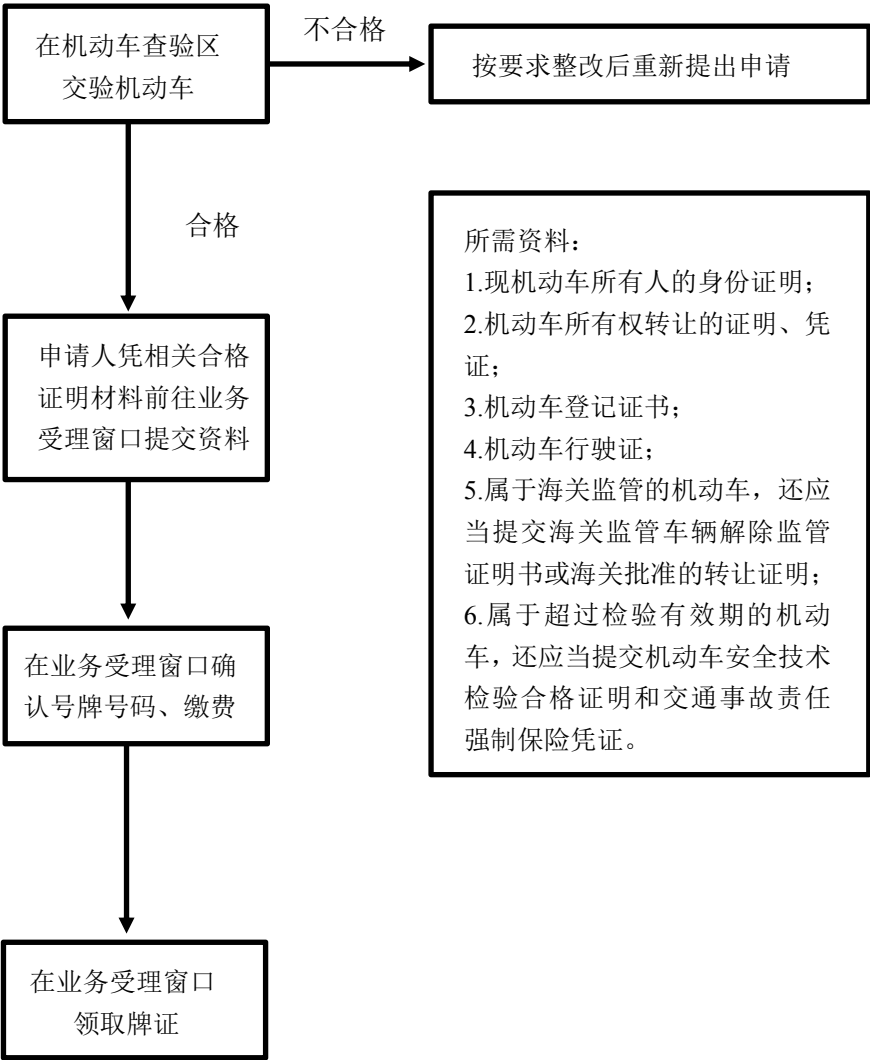 在机动车查验区
交验机动车
不合格
按要求整改后重新提出申请
合格
申请人凭相关合格
证明材料前往业务
受理窗口提交资料
在业务受理窗口确
认号牌号码、缴费
在业务受理窗口
领取牌证
所需资料：
1.现机动车所有人的身份证明；
2.机动车所有权转让的证明、凭
证；
3.机动车登记证书；
4.机动车行驶证；
5.属于海关监管的机动车，还应
当提交海关监管车辆解除监管
证明书或海关批准的转让证明；
6.属于超过检验有效期的机动
车，还应当提交机动车安全技术
检验合格证明和交通事故责任
强制保险凭证。